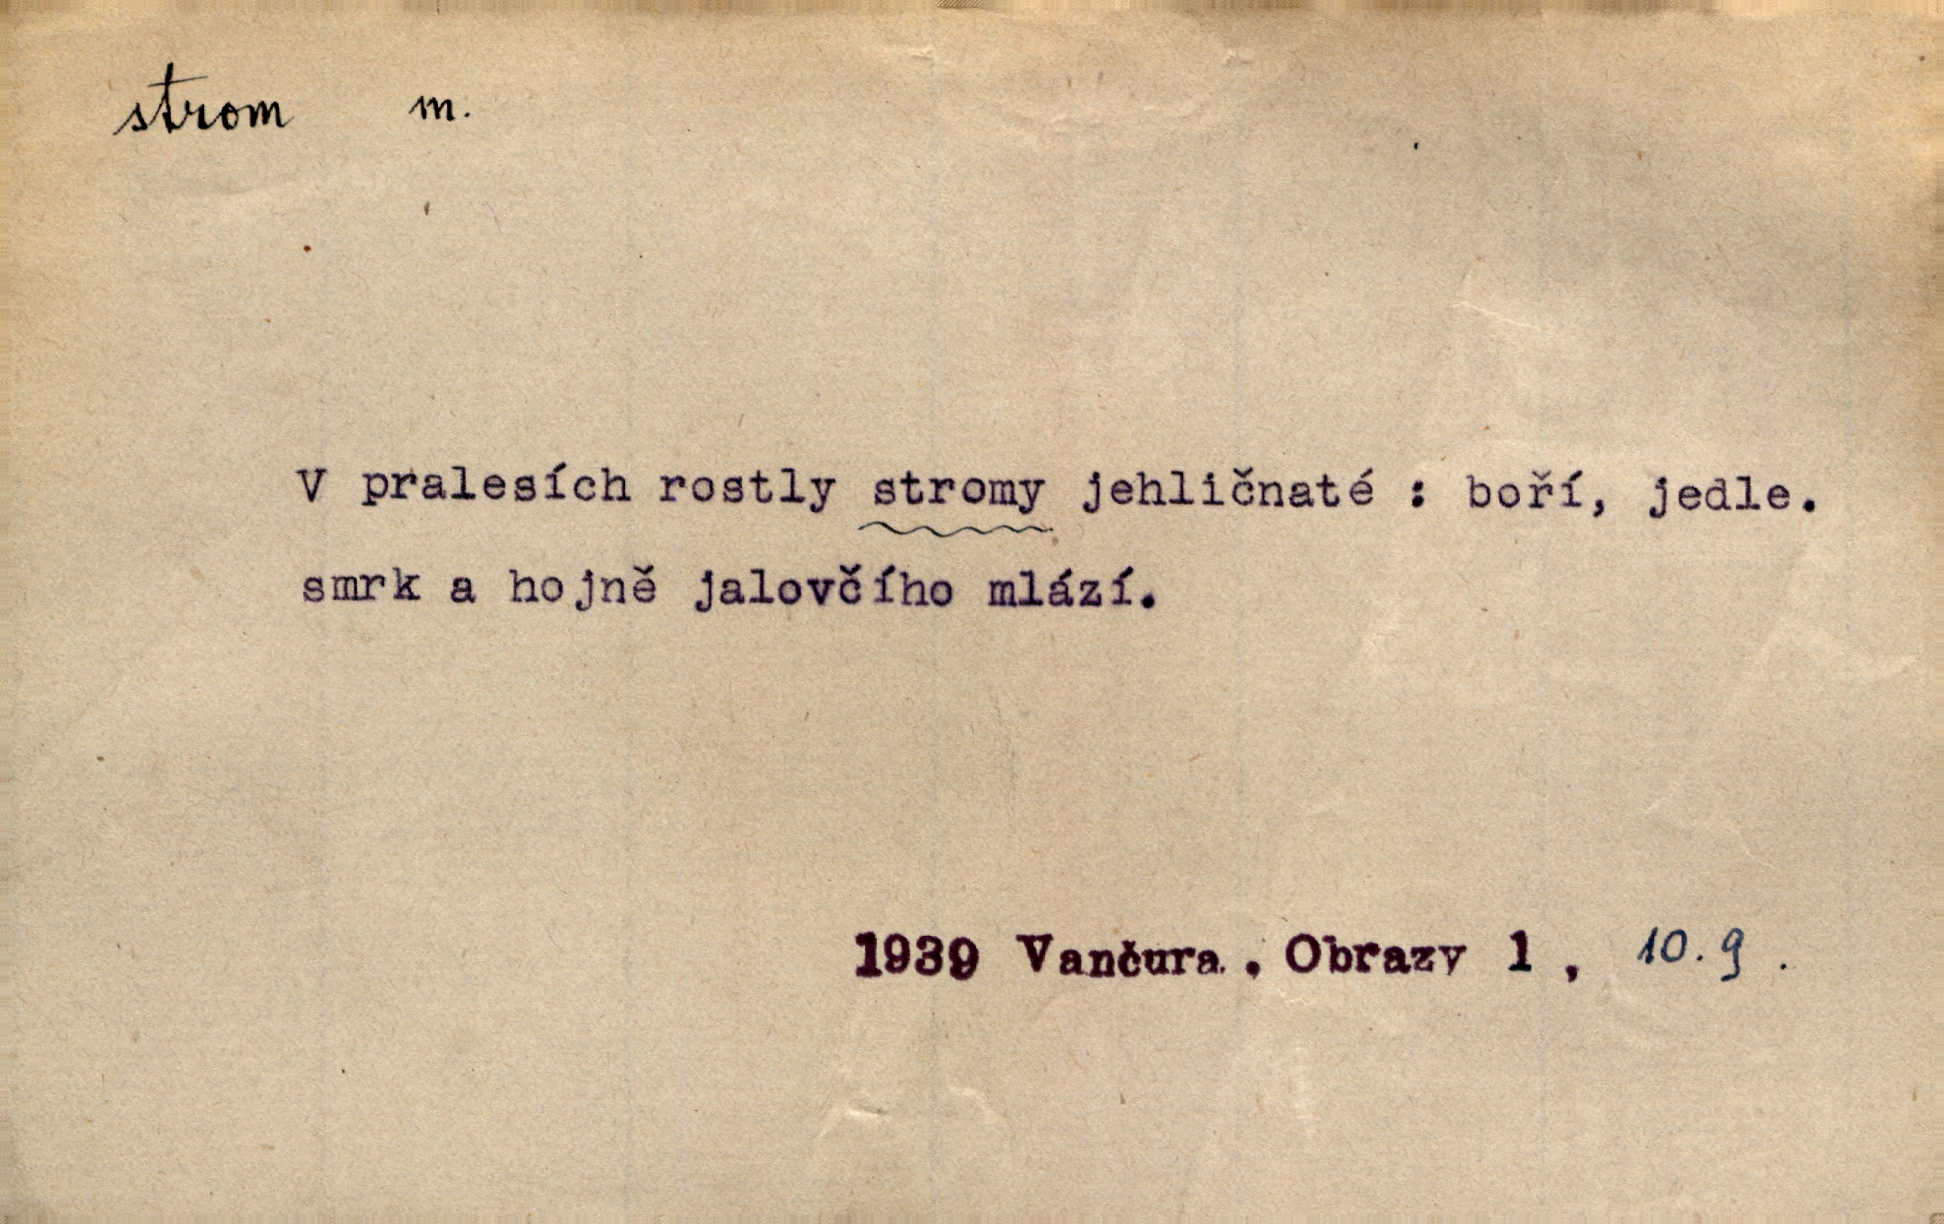 strom m.
V pralesích rostly stromy jehličnaté : boří, jedle.
smrk a hojně jalovčího mlází.
1939 Vančura. Obrazy 1, 10.9.